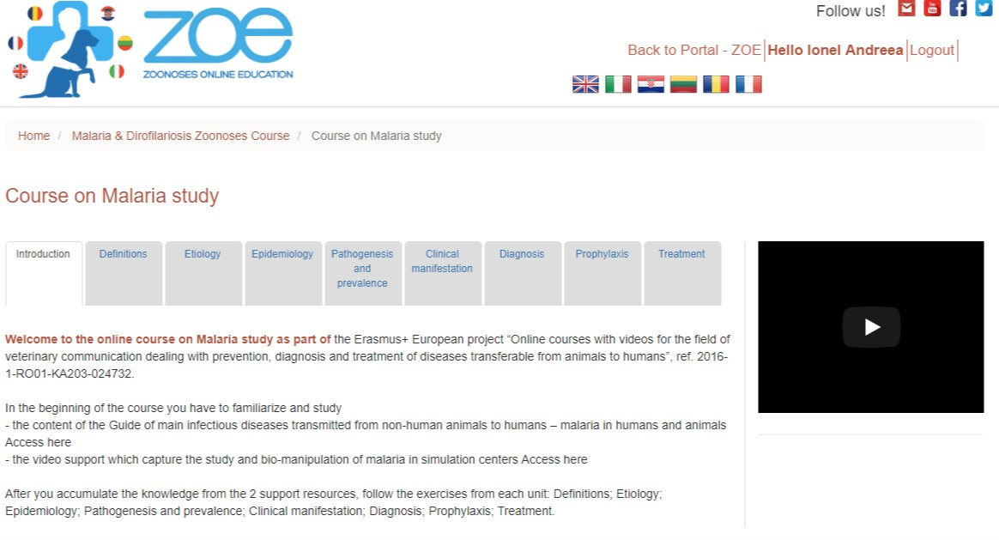 Follow us!
zoe
ZOONOSES ONLINE EDUCATION
Back to Portal - ZOE Hello Ionel Andreea Logout
Home / Malaria & Dirofilariosis Zoonoses Course / Course on Malaria study
Course on Malaria study
Introduction
Definitions
Etiology
Epidemiology
Pathogenesis
and
prevalence
Clinical
manifestation
Diagnosis
Prophylaxis
Treatment
Welcome to the online course on Malaria study as part of the Erasmus+ European project “Online courses with videos for the field of
veterinary communication dealing with prevention, diagnosis and treatment of diseases transferable from animals to humans”, ref. 2016-
1-RO01-KA203-024732.
In the beginning of the course you have to familiarize and study
- the content of the Guide of main infectious diseases transmitted from non-human animals to humans – malaria in humans and animals
Access here
- the video support which capture the study and bio-manipulation of malaria in simulation centers Access here
After you accumulate the knowledge from the 2 support resources, follow the exercises from each unit: Definitions; Etiology;
Epidemiology; Pathogenesis and prevalence; Clinical manifestation; Diagnosis; Prophylaxis; Treatment.